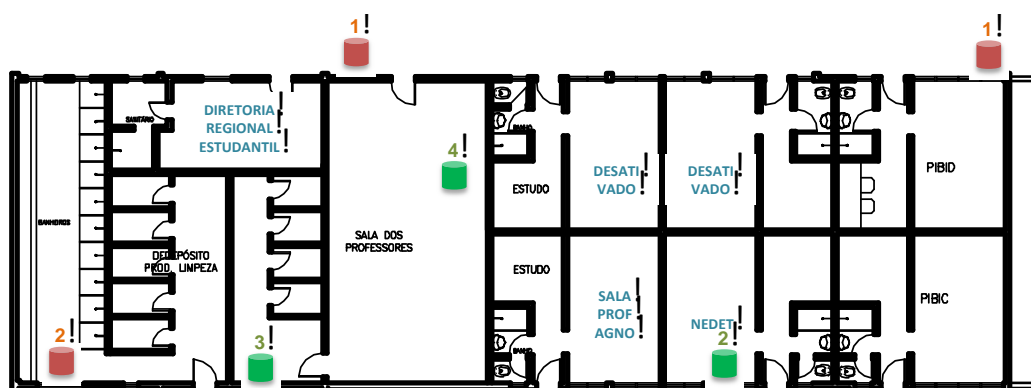 1!
1!
DIRETORIA!
REGIONAL!
ESTUDANTIL!
SANITÁRIO
4!
BANHO
DESATI!
VADO!
DESATI!
VADO!
PIBID
ESTUDO
BANHEIROS
SALA DOS
PROFESSORES
DEDEPÓSITO
PROD. LIMPEZA
ESTUDO
SALA!
PROF!
AGNO!
NEDET!
PIBIC
2!
3!
2!
BANHO